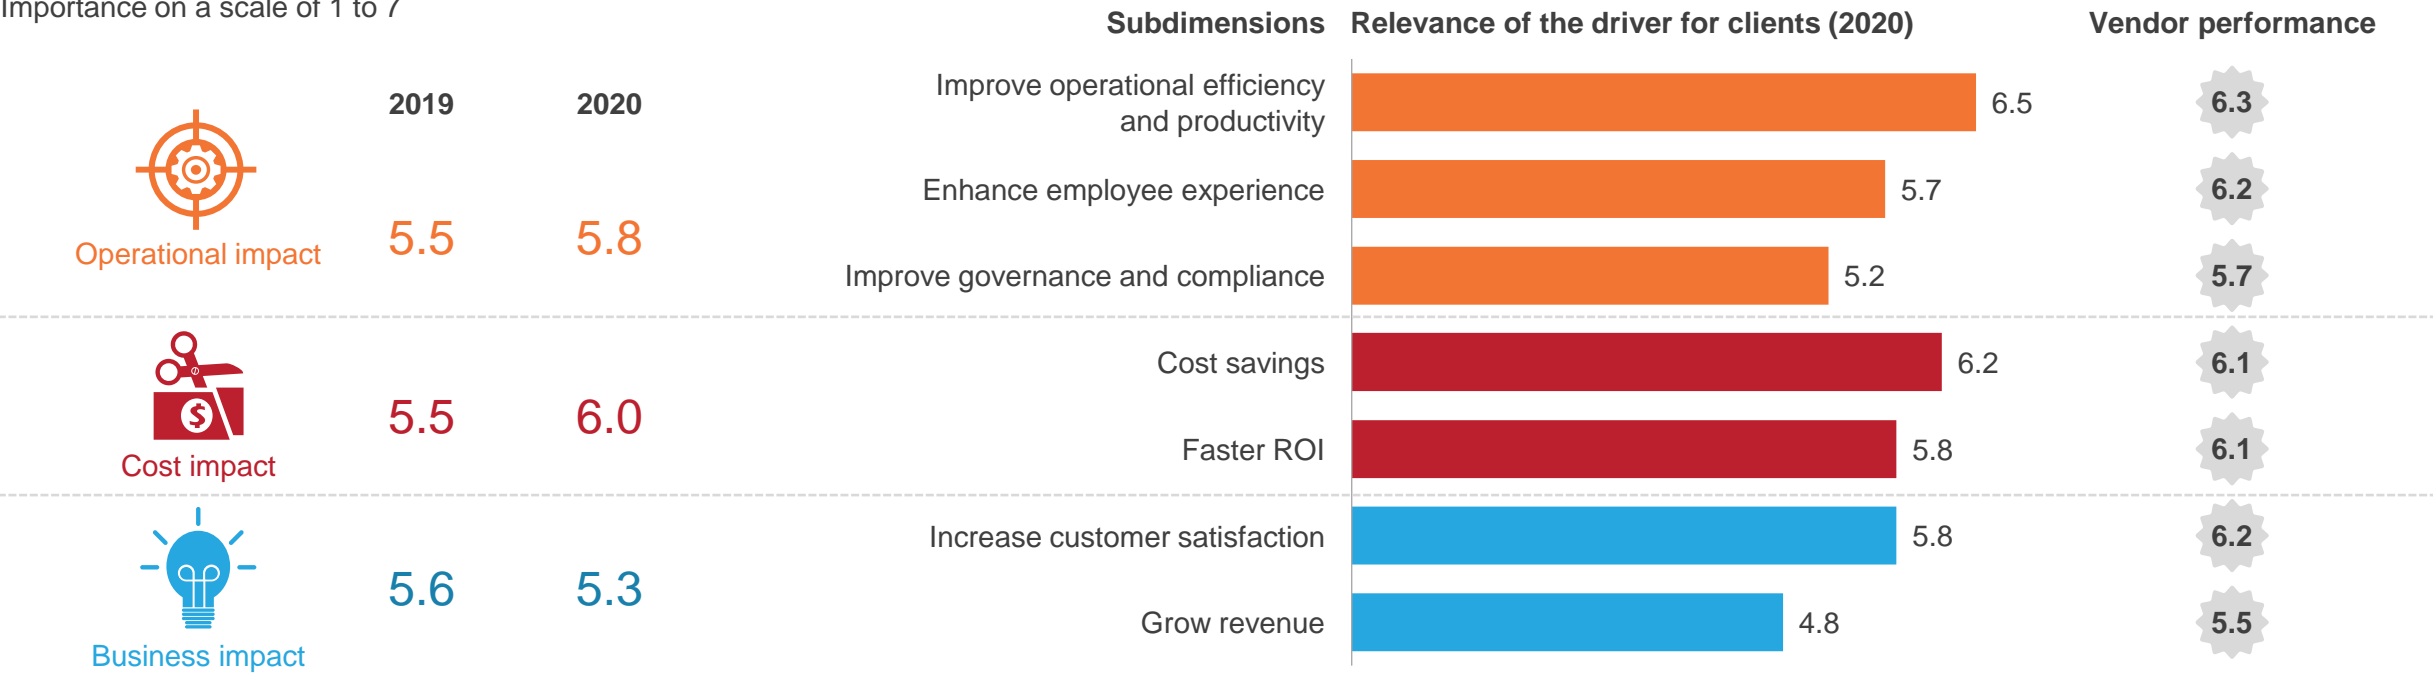 Importance on a scale of 1 to 7
Subdimensions
Relevance of the driver for clients (2020)
Vendor performance
2019
2020
Operational impact
5.5
5.8
Improve operational efficiency
and productivity
6.5
6.3
Enhance employee experience
5.7
6.2
Improve governance and compliance
5.2
5.7
$
Cost impact
5.5
6.0
Cost savings
6.2
6.1
Faster ROI
5.8
6.1
Business impact
5.6
5.3
Increase customer satisfaction
5.8
6.2
Grow revenue
4.8
5.5